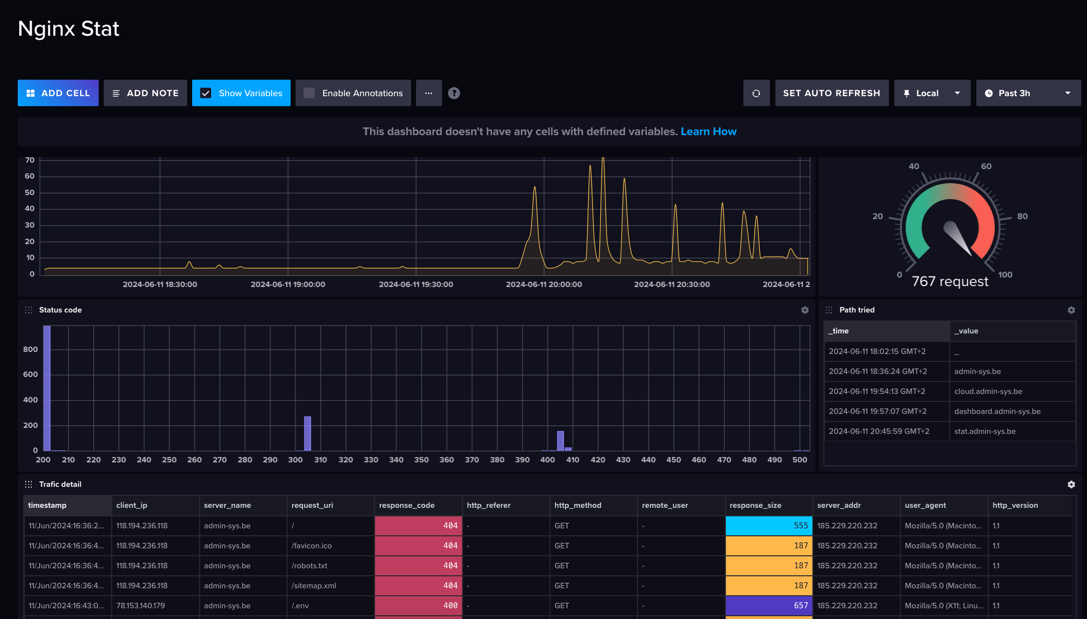 Nginx Stat
ADD CELL ADD NOTE Show Variables Enable Annotations ... ? SET AUTO REFRESH Local Past 3h
This dashboard doesn't have any cells with defined variables. Learn How
70
60
50
40
30
20
10
0
2024-06-11 18:30:00 2024-06-11 19:00:00 2024-06-11 19:30:00 2024-06-11 20:00:00 2024-06-11 20:30:00 2024-06-11 2
40 60
20 80
0 100
767 request
Status code
800
600
400
200
0
200 210 220 230 240 250 260 270 280 290 300 310 320 330 340 350 360 370 380 390 400 410 420 430 440 450 460 470 480 490 500
Path tried
_time _value
2024-06-11 18:02:15 GMT+2 _
2024-06-11 18:36:24 GMT+2 admin-sys.be
2024-06-11 19:54:13 GMT+2 cloud.admin-sys.be
2024-06-11 19:57:07 GMT+2 dashboard.admin-sys.be
2024-06-11 20:45:59 GMT+2 stat.admin-sys.be
Trafic detail
timestamp client_ip server_name request_uri response_code http_referer http_method remote_user response_size server_addr user_agent http_version
11/Jun/2024:16:36:2... 118.194.236.118 admin-sys.be / 404 - GET - 555 185.229.220.232 Mozilla/5.0 (Macinto... 1.1
11/Jun/2024:16:36:4... 118.194.236.118 admin-sys.be /favicon.ico 404 - GET - 187 185.229.220.232 Mozilla/5.0 (Macinto... 1.1
11/Jun/2024:16:36:4... 118.194.236.118 admin-sys.be /robots.txt 404 - GET - 187 185.229.220.232 Mozilla/5.0 (Macinto... 1.1
11/Jun/2024:16:36:4... 118.194.236.118 admin-sys.be /sitemap.xml 404 - GET - 187 185.229.220.232 Mozilla/5.0 (Macinto... 1.1
11/Jun/2024:16:43:0... 78.153.140.179 admin-sys.be /.env 400 - GET - 657 185.229.220.232 Mozilla/5.0 (X11; Linu... 1.1